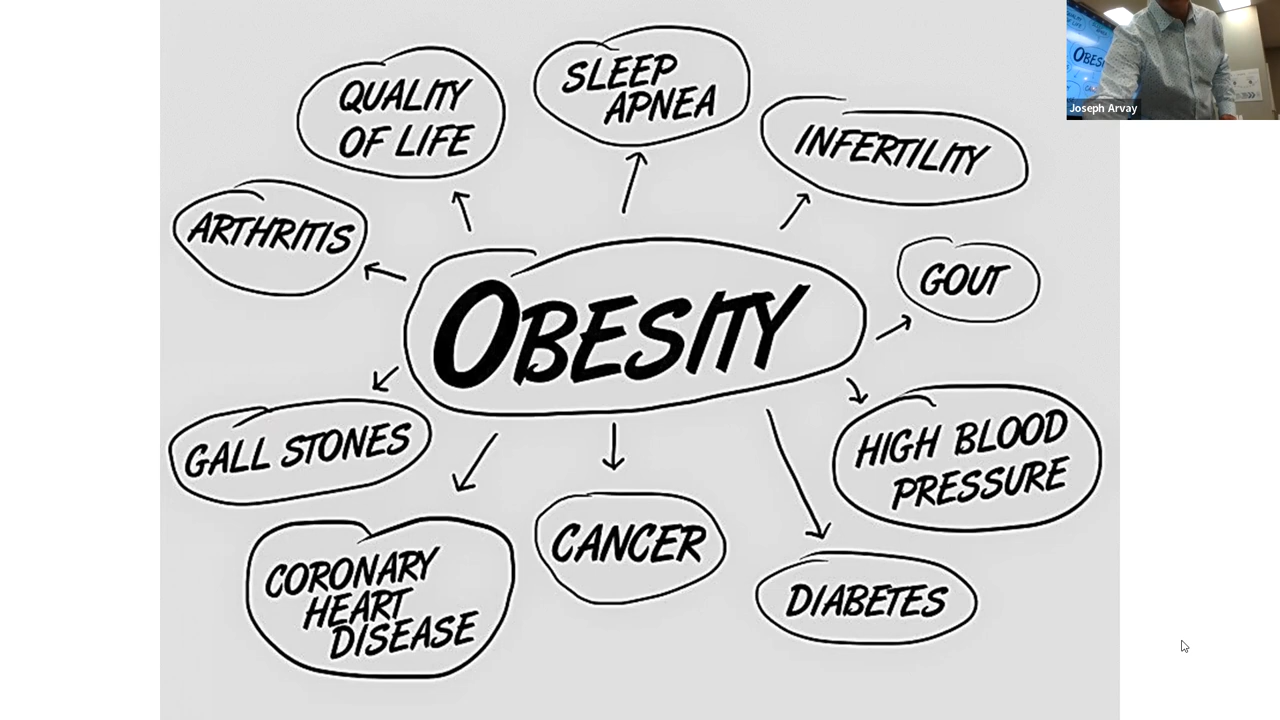 QUALITY
OF LIFE
SLEEP
APNEA
INFERTILITY
ARTHRITIS
GOUT
OBESITY
GALL STONES
HIGH BLOOD
PRESSURE
CORONARY
HEART
DISEASE
CANCER
DIABETES
OBESI
Joseph Arvay